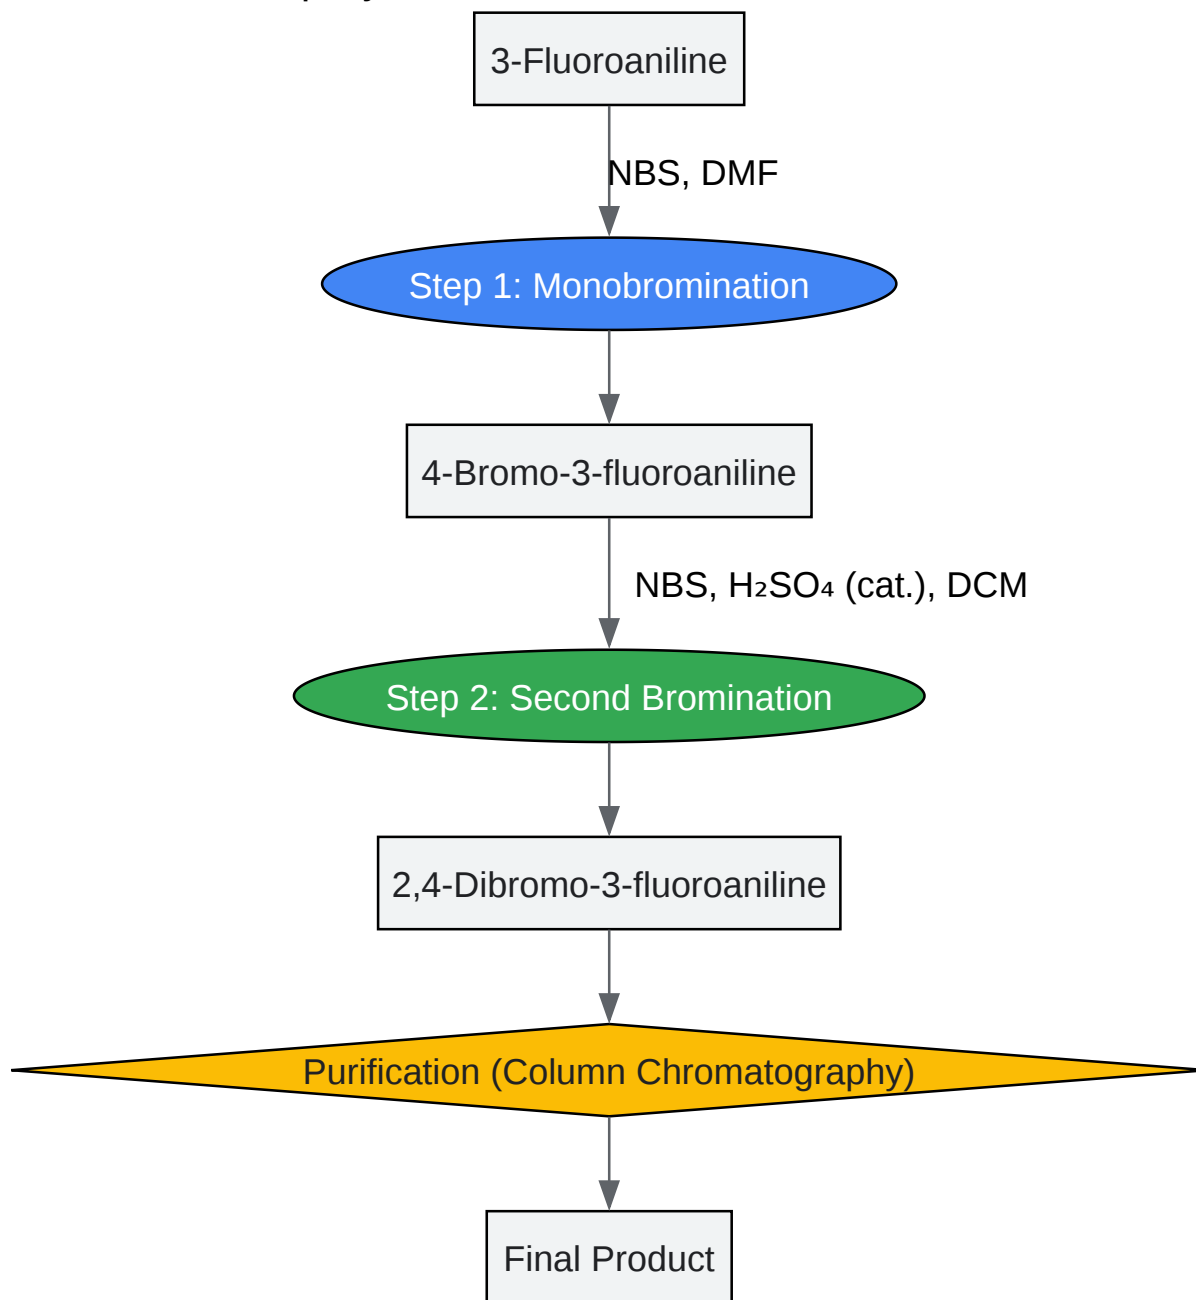 3-Fluoroaniline
NBS, DMF
Step 1: Monobromination
4-Bromo-3-fluoroaniline
NBS, H₂SO₄ (cat.), DCM
Step 2: Second Bromination
2,4-Dibromo-3-fluoroaniline
Purification (Column Chromatography)
Final Product